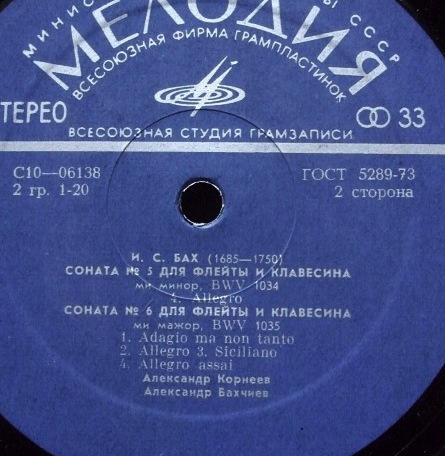 МИНИС
Ы СССР
МЕЛОДИЯ
ВСЕСОЮЗНАЯ ФИРМА ГРАМПЛАСТИНОК
ТЕРЕО
33
ВСЕСОЮЗНАЯ СТУДИЯ ГРАМЗАПИСИ
С10—06138
ГОСТ 5289-73
2 гр. 1-20
2 сторона
И. С. БАХ (1685—1750)
СОНАТА № 5 ДЛЯ ФЛЕЙТЫ И КЛАВЕСИНА
ми минор, BWV 1034
4. Allegro
СОНАТА № 6 ДЛЯ ФЛЕЙТЫ И КЛАВЕСИНА
ми мажор, BWV 1035
1. Adagio ma non tanto
2. Allegro 3. Siciliano
4. Allegro assai
Александр Корнеев
Александр Бахчиев